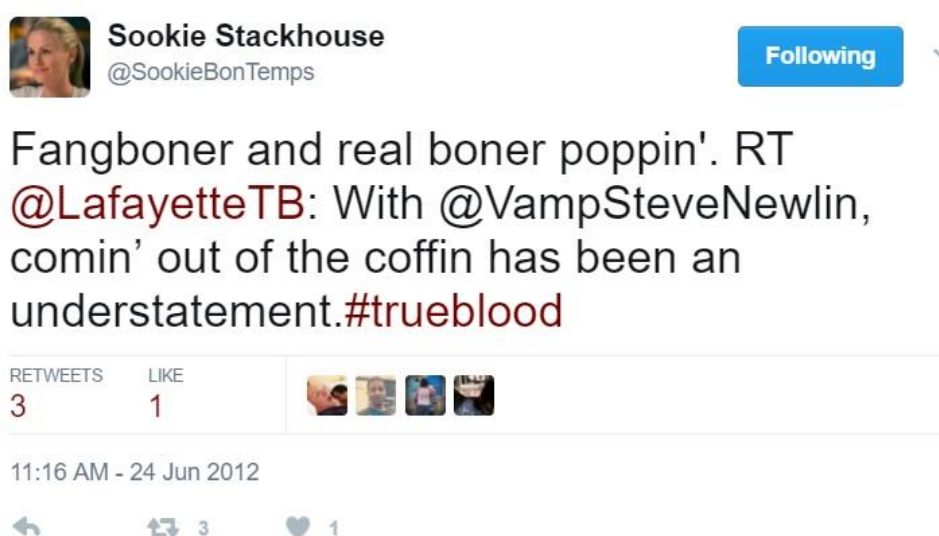 Sookie Stackhouse
@SookieBonTemps
Following
Fangboner and real boner poppin'. RT
@LafayetteTB: With @VampSteveNewlin,
comin’ out of the coffin has been an
understatement.#trueblood
RETWEETS LIKE
3 1
11:16 AM - 24 Jun 2012
3 1